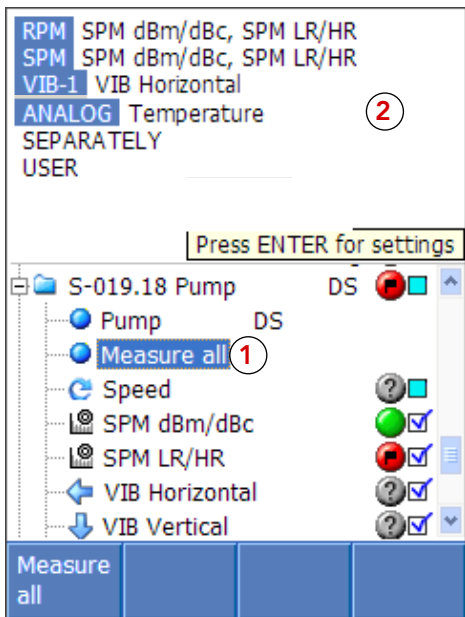 RPM SPM dBm/dBc, SPM LR/HR
SPM SPM dBm/dBc, SPM LR/HR
VIB-1 VIB Horizontal
ANALOG Temperature
2
SEPARATELY
USER
Press ENTER for settings
S-019.18 Pump DS
Pump DS
Measure all 1
Speed ?
SPM dBm/dBc
SPM LR/HR
VIB Horizontal ?
VIB Vertical ?
Measure
all